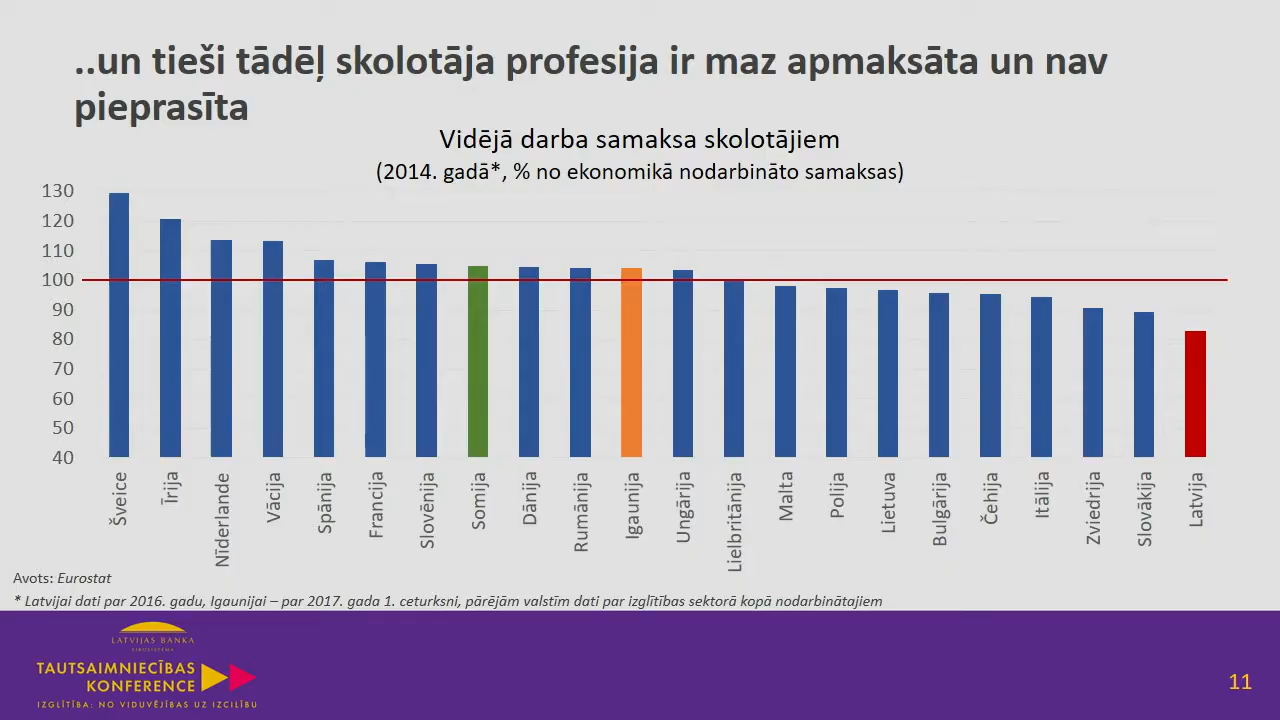 ..un tieši tādēļ skolotāja profesija ir maz apmaksāta un nav
pieprasīta
Vidējā darba samaksa skolotājiem
(2014. gadā*, % no ekonomikā nodarbināto samaksas)
130
120
110
100
90
80
70
60
50
40
Šveice
Īrija
Nīderlande
Vācija
Spānija
Francija
Slovēnija
Somija
Dānija
Rumānija
Igaunija
Ungārija
Lielbritānija
Malta
Polija
Lietuva
Bulgārija
Čehija
Itālija
Zviedrija
Slovākija
Latvija
Avots: Eurostat
* Latvijai dati par 2016. gadu, Igaunijai – par 2017. gada 1. ceturksni, pārējām valstīm dati par izglītības sektorā kopā nodarbinātajiem
LATVIJAS BANKA
EIROSISTĒMA
TAUTSAIMNIECĪBAS
KONFERENCE
IZGLĪTĪBA: NO VIDUVĒJĪBAS UZ IZCILĪBU
11